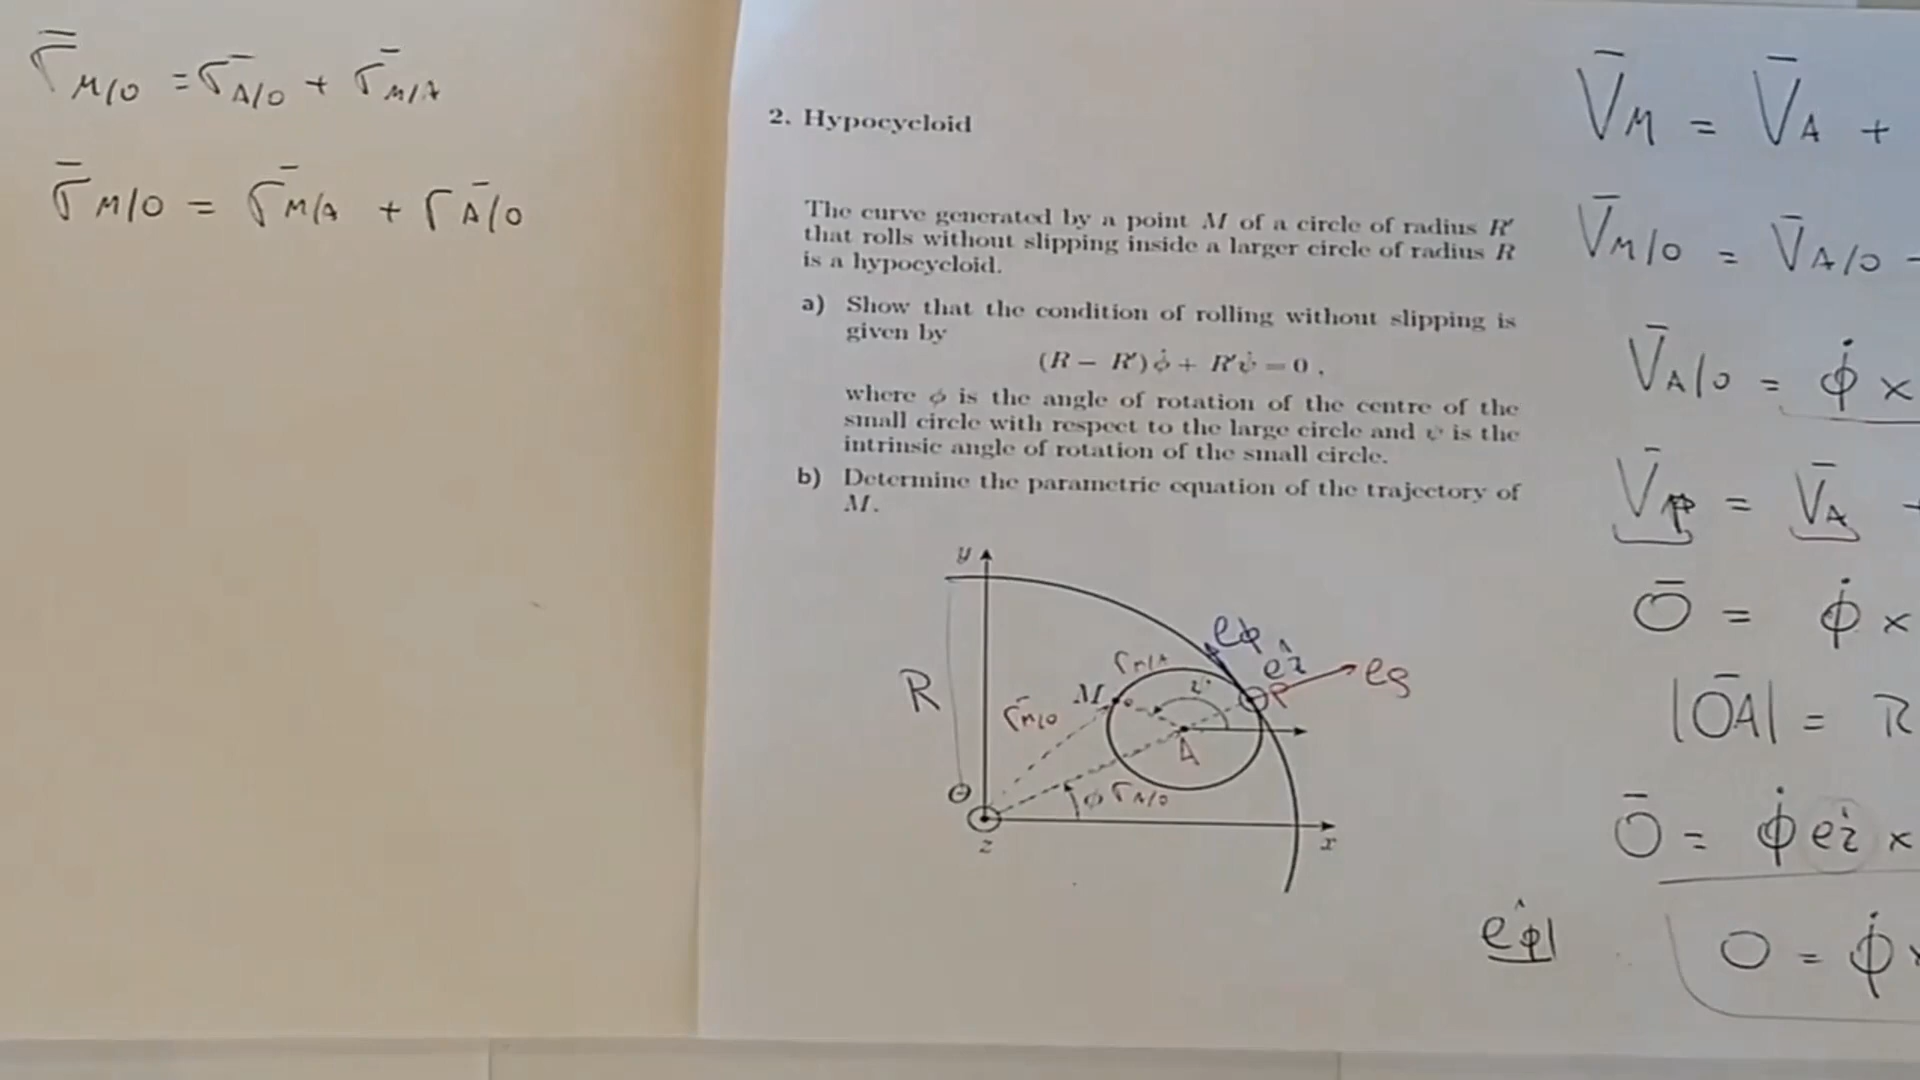 r̄ M/O = r̄ A/O + r̄ M/A
r̄ M/O = r̄ M/A + r̄ A/O
2. Hypocycloid
The curve generated by a point M of a circle of radius R′
that rolls without slipping inside a larger circle of radius R
is a hypocycloid.
a) Show that the condition of rolling without slipping is
given by
(R − R′)ϕ̇ + R′ψ̇ = 0 ,
where ϕ is the angle of rotation of the centre of the
small circle with respect to the large circle and ψ is the
intrinsic angle of rotation of the small circle.
b) Determine the parametric equation of the trajectory of
M.
y
eϕ
êz
P
eρ
r M/A
M
ψ
R
r̄ M/O
A
O
ϕ
r A/O
z
x
V̄M = V̄A +
V̄M/O = V̄A/O -
V̄A/O = ϕ̇ ×
V̄P = V̄A +
Ō = ϕ̇ ×
|ŌA| = R
Ō = ϕ̇ êz ×
êϕ|
O = ϕ̇ ×